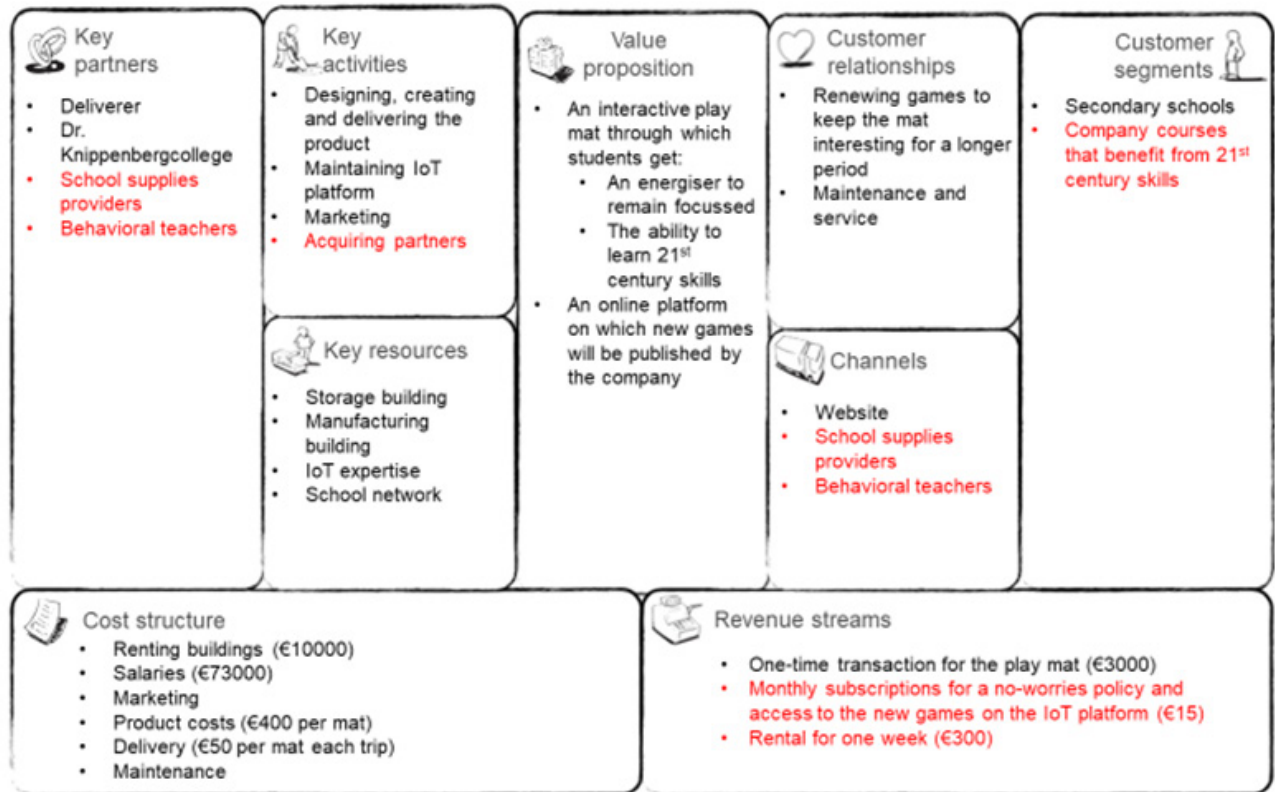 Key
partners
• Deliverer
• Dr.
Knippenbergcollege
• School supplies
providers
• Behavioral teachers
Key
activities
• Designing, creating
and delivering the
product
• Maintaining IoT
platform
• Marketing
• Acquiring partners
Key resources
• Storage building
• Manufacturing
building
• IoT expertise
• School network
Value
proposition
• An interactive play
mat through which
students get:
• An energiser to
remain focussed
• The ability to
learn 21st
century skills
• An online platform
on which new games
will be published by
the company
Customer
relationships
• Renewing games to
keep the mat
interesting for a longer
period
• Maintenance and
service
Channels
• Website
• School supplies
providers
• Behavioral teachers
Customer
segments
• Secondary schools
• Company courses
that benefit from 21st
century skills
Cost structure
• Renting buildings (€10000)
• Salaries (€73000)
• Marketing
• Product costs (€400 per mat)
• Delivery (€50 per mat each trip)
• Maintenance
Revenue streams
• One-time transaction for the play mat (€3000)
• Monthly subscriptions for a no-worries policy and
access to the new games on the IoT platform (€15)
• Rental for one week (€300)